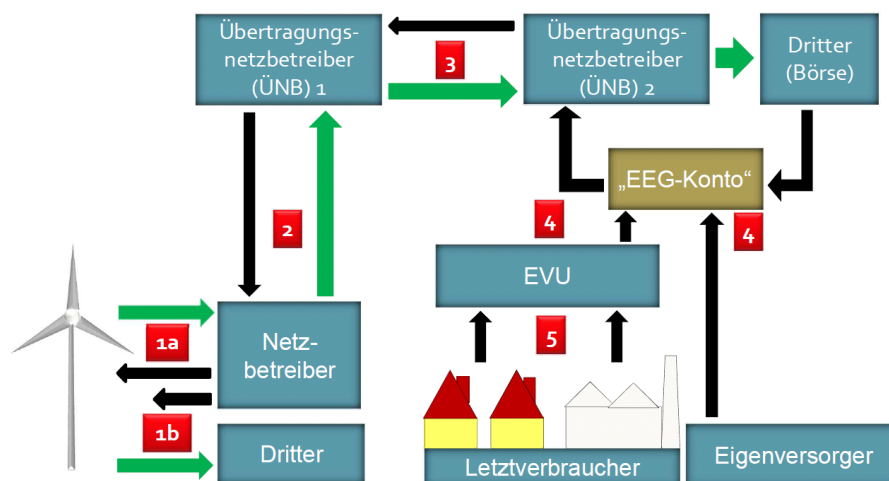 Übertragungs-
netzbetreiber
(ÜNB) 1
3
Übertragungs-
netzbetreiber
(ÜNB) 2
Dritter
(Börse)
„EEG-Konto“
2
4
4
EVU
1a
Netz-
betreiber
5
1b
Dritter
Letztverbraucher
Eigenversorger